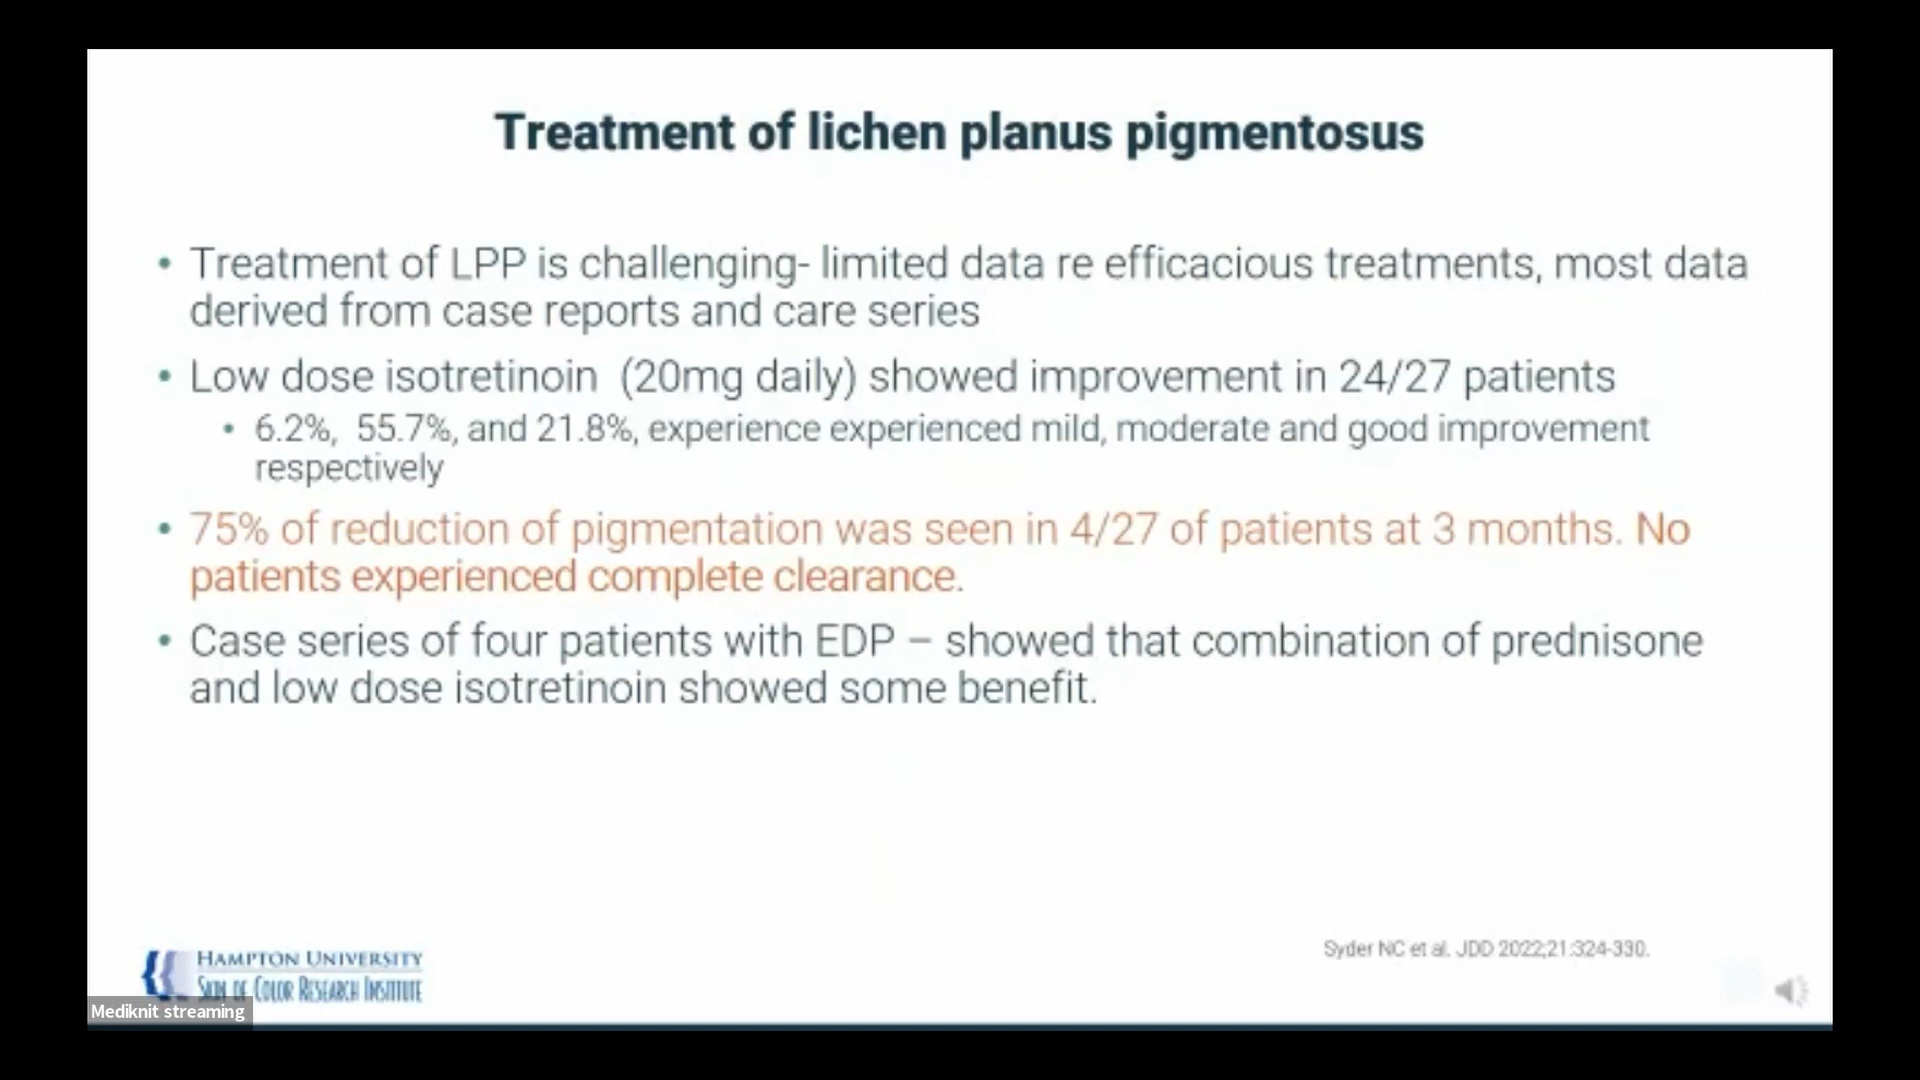 Treatment of lichen planus pigmentosus
• Treatment of LPP is challenging- limited data re efficacious treatments, most data
derived from case reports and care series
• Low dose isotretinoin (20mg daily) showed improvement in 24/27 patients
• 6.2%, 55.7%, and 21.8%, experience experienced mild, moderate and good improvement
respectively
• 75% of reduction of pigmentation was seen in 4/27 of patients at 3 months. No
patients experienced complete clearance.
• Case series of four patients with EDP – showed that combination of prednisone
and low dose isotretinoin showed some benefit.
Syder NC et al. JDD 2022;21:324-330.
HAMPTON UNIVERSITY
SKIN OF COLOR RESEARCH INSTITUTE
Mediknit streaming